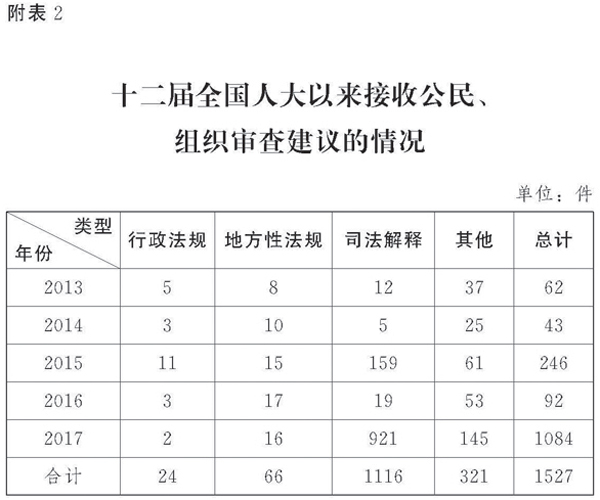 附表 2
十二届全国人大以来接收公民、
组织审查建议的情况
单位：件
类型
年份 行政法规 地方性法规 司法解释 其他 总计
2013 5 8 12 37 62
2014 3 10 5 25 43
2015 11 15 159 61 246
2016 3 17 19 53 92
2017 2 16 921 145 1084
合计 24 66 1116 321 1527